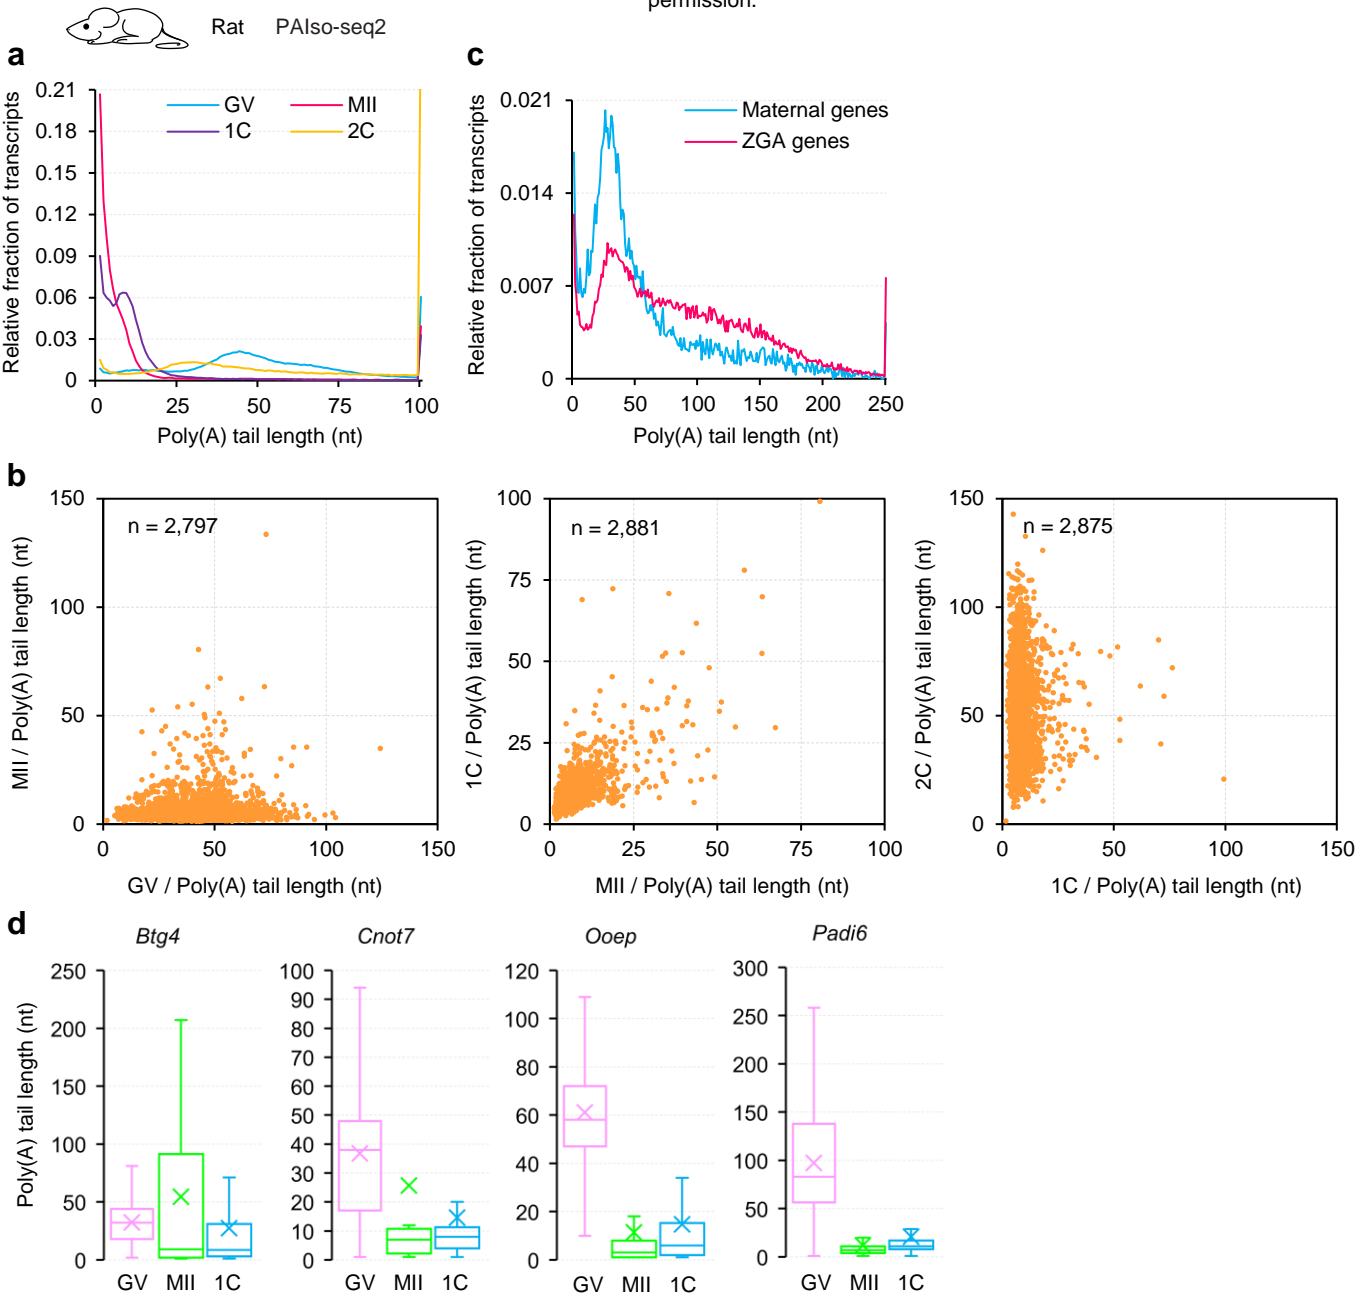 permission.
Rat PAIso-seq2
a
Relative fraction of transcripts
0.21
0.18
0.15
0.12
0.09
0.06
0.03
0
GV MII
1C 2C
0 25 50 75 100
Poly(A) tail length (nt)
c
Relative fraction of transcripts
0.021
0.014
0.007
0
Maternal genes
ZGA genes
0 50 100 150 200 250
Poly(A) tail length (nt)
b
MII / Poly(A) tail length (nt)
150
100
50
0
n = 2,797
0 50 100 150
GV / Poly(A) tail length (nt)
1C / Poly(A) tail length (nt)
100
75
50
25
0
n = 2,881
0 25 50 75 100
MII / Poly(A) tail length (nt)
2C / Poly(A) tail length (nt)
150
100
50
0
n = 2,875
0 50 100 150
1C / Poly(A) tail length (nt)
d
Poly(A) tail length (nt)
Btg4
250
200
150
100
50
0
GV MII 1C
Cnot7
100
90
80
70
60
50
40
30
20
10
0
GV MII 1C
Ooep
120
100
80
60
40
20
0
GV MII 1C
Padi6
300
250
200
150
100
50
0
GV MII 1C